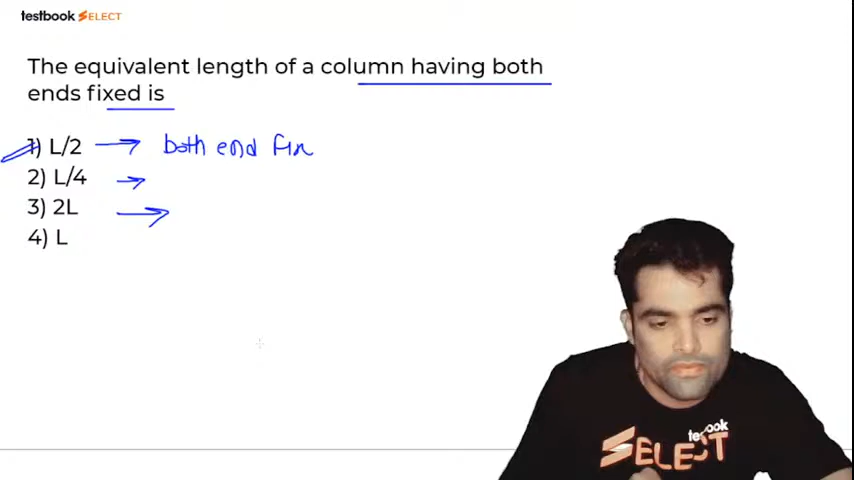 testbook SELECT
The equivalent length of a column having both
ends fixed is
1) L/2 → both end fix
2) L/4 →
3) 2L →
4) L
testbook
SELECT